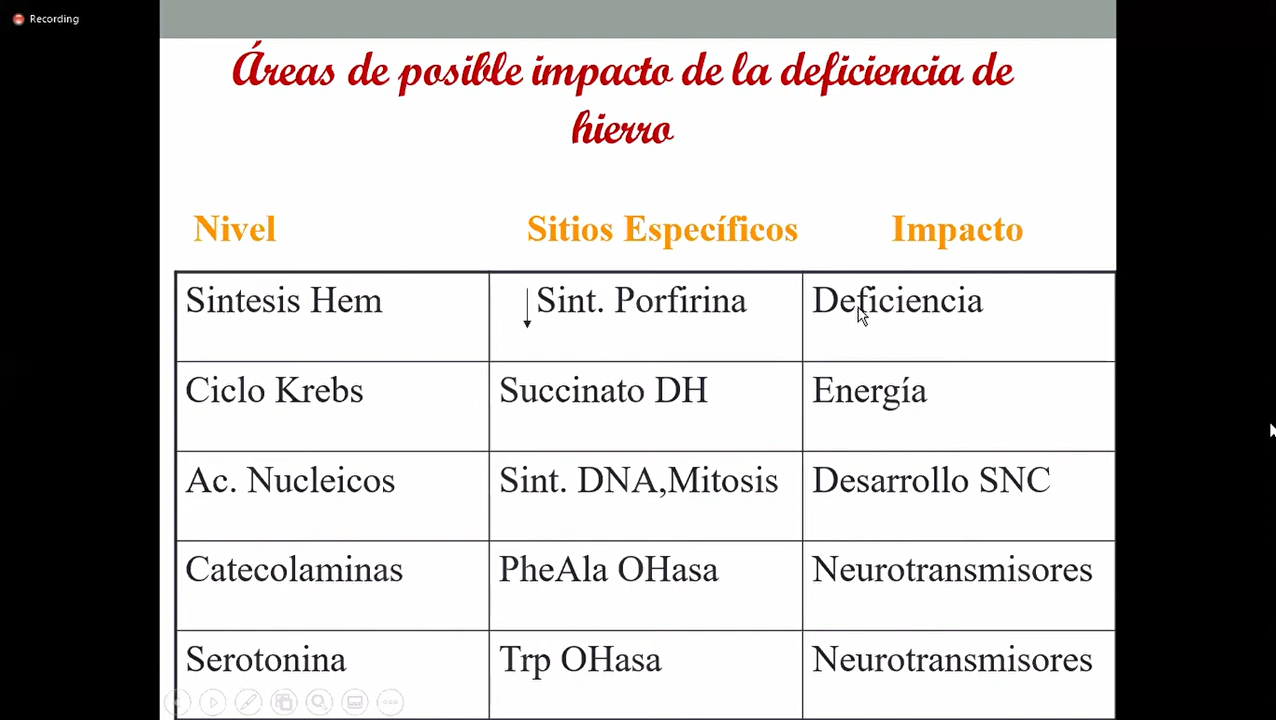 Recording
Áreas de posible impacto de la deficiencia de
hierro
Nivel Sitios Específicos Impacto
Sintesis Hem ↓ Sint. Porfirina Deficiencia
Ciclo Krebs Succinato DH Energía
Ac. Nucleicos Sint. DNA,Mitosis Desarrollo SNC
Catecolaminas PheAla OHasa Neurotransmisores
Serotonina Trp OHasa Neurotransmisores